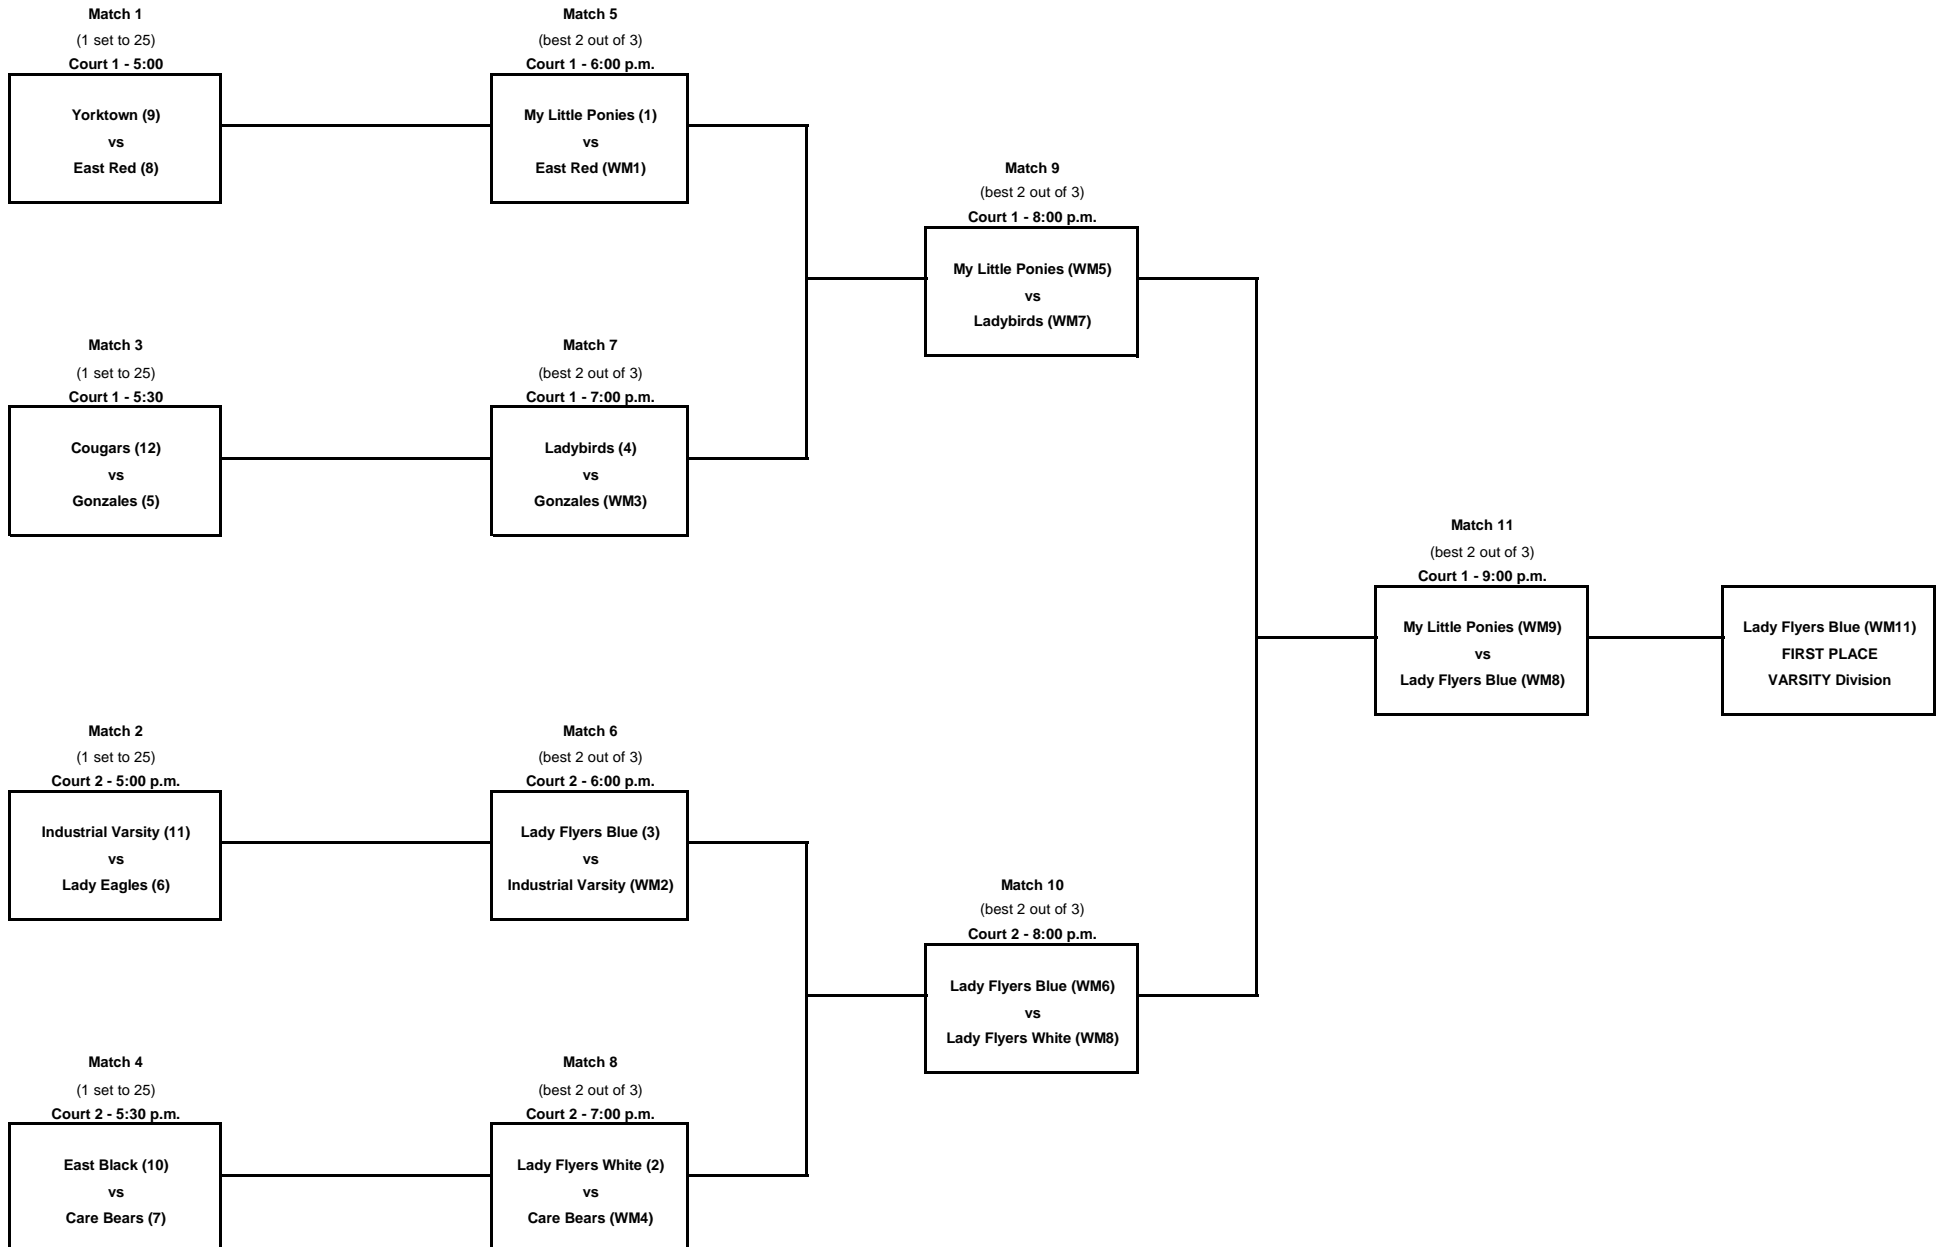 Match 1
(1 set to 25)
Court 1 - 5:00
Yorktown (9)
vs
East Red (8)
Match 5
(best 2 out of 3)
Court 1 - 6:00 p.m.
My Little Ponies (1)
vs
East Red (WM1)
Match 9
(best 2 out of 3)
Court 1 - 8:00 p.m.
My Little Ponies (WM5)
vs
Ladybirds (WM7)
Match 3
(1 set to 25)
Court 1 - 5:30
Cougars (12)
vs
Gonzales (5)
Match 7
(best 2 out of 3)
Court 1 - 7:00 p.m.
Ladybirds (4)
vs
Gonzales (WM3)
Match 11
(best 2 out of 3)
Court 1 - 9:00 p.m.
My Little Ponies (WM9)
vs
Lady Flyers Blue (WM8)
Lady Flyers Blue (WM11)
FIRST PLACE
VARSITY Division
Match 2
(1 set to 25)
Court 2 - 5:00 p.m.
Industrial Varsity (11)
vs
Lady Eagles (6)
Match 6
(best 2 out of 3)
Court 2 - 6:00 p.m.
Lady Flyers Blue (3)
vs
Industrial Varsity (WM2)
Match 10
(best 2 out of 3)
Court 2 - 8:00 p.m.
Lady Flyers Blue (WM6)
vs
Lady Flyers White (WM8)
Match 4
(1 set to 25)
Court 2 - 5:30 p.m.
East Black (10)
vs
Care Bears (7)
Match 8
(best 2 out of 3)
Court 2 - 7:00 p.m.
Lady Flyers White (2)
vs
Care Bears (WM4)